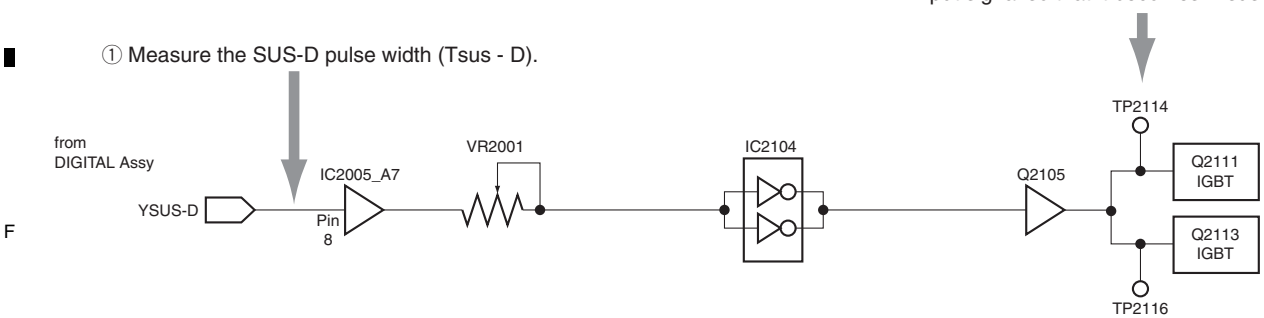 ① Measure the SUS-D pulse width (Tsus - D).
TP2114
from
DIGITAL Assy
VR2001
IC2104
Q2111
IGBT
IC2005_A7
Q2105
YSUS-D
Pin
8
F
Q2113
IGBT
TP2116